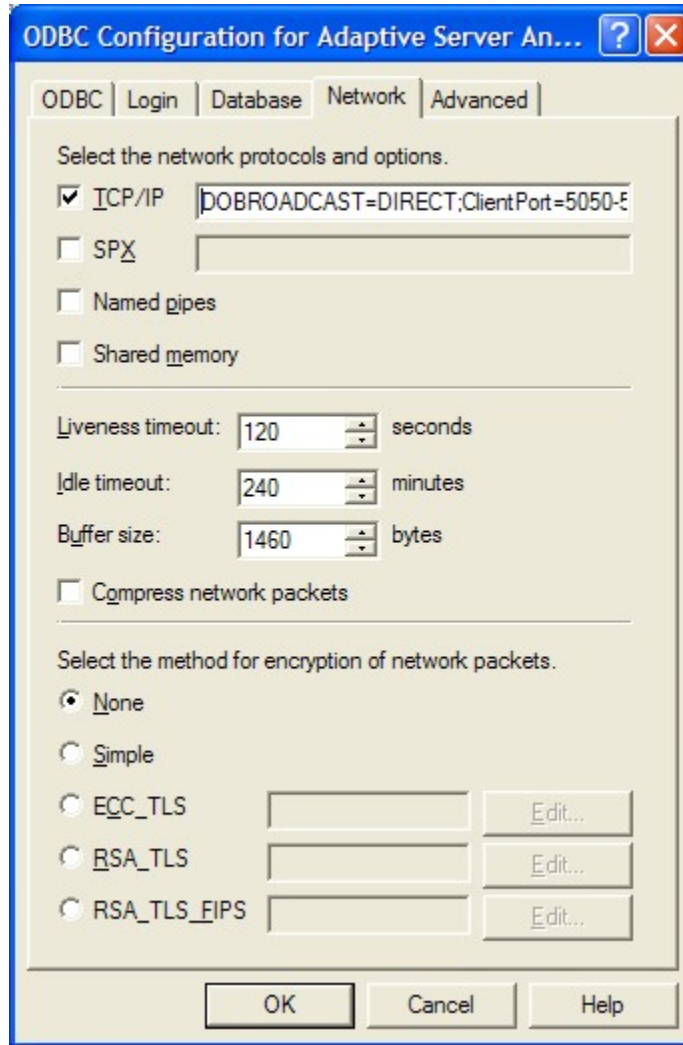 ODBC Configuration for Adaptive Server An...
ODBC Login Database Network Advanced
Select the network protocols and options.
TCP/IP DOBROADCAST=DIRECT;ClientPort=5050-5
SPX
Named pipes
Shared memory
Liveness timeout: 120 seconds
Idle timeout: 240 minutes
Buffer size: 1460 bytes
Compress network packets
Select the method for encryption of network packets.
None
Simple
ECC_TLS Edit...
RSA_TLS Edit...
RSA_TLS_FIPS Edit...
OK Cancel Help